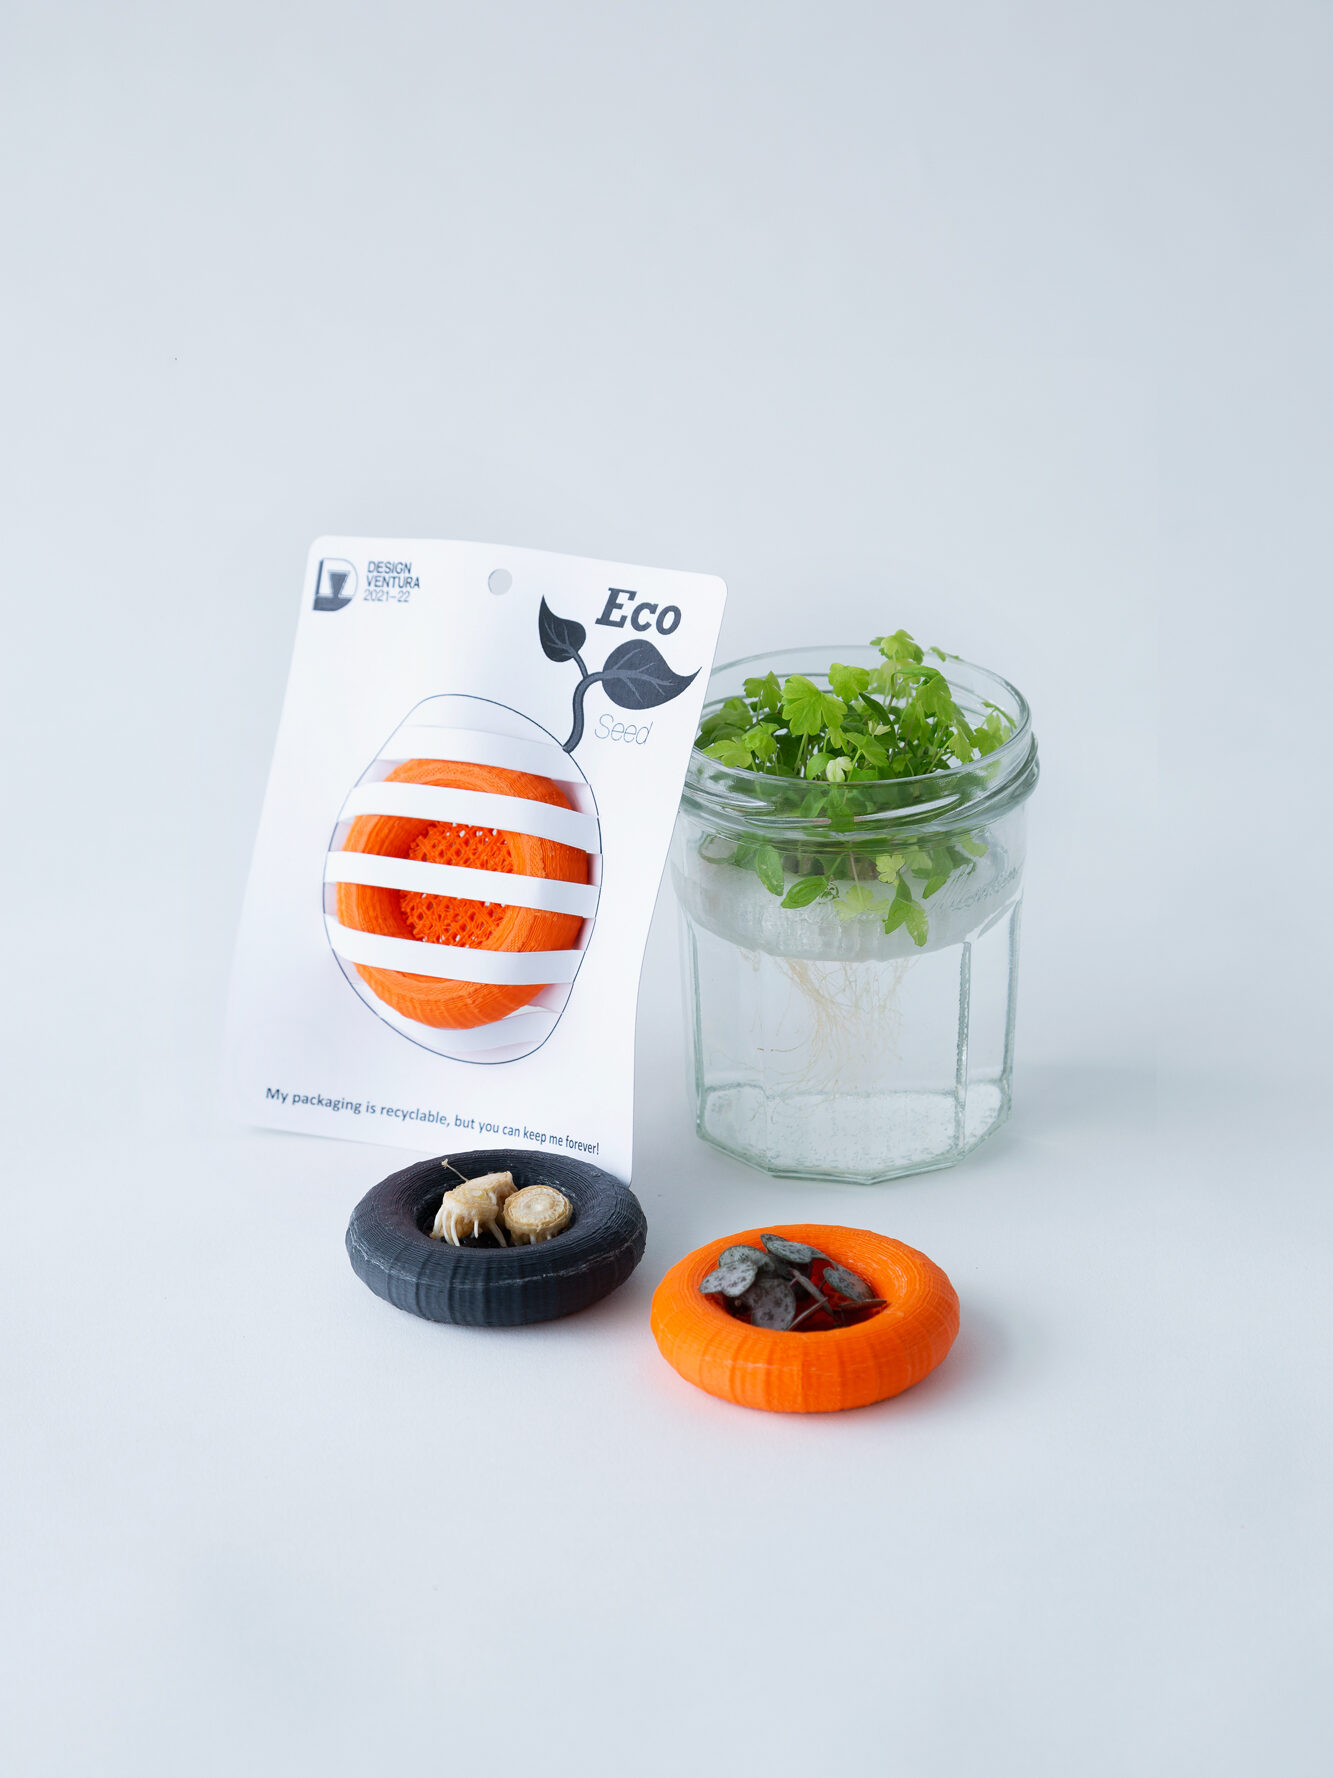 DESIGN
VENTURA
2021–22
Eco
Seed
My packaging is recyclable, but you can keep me forever!